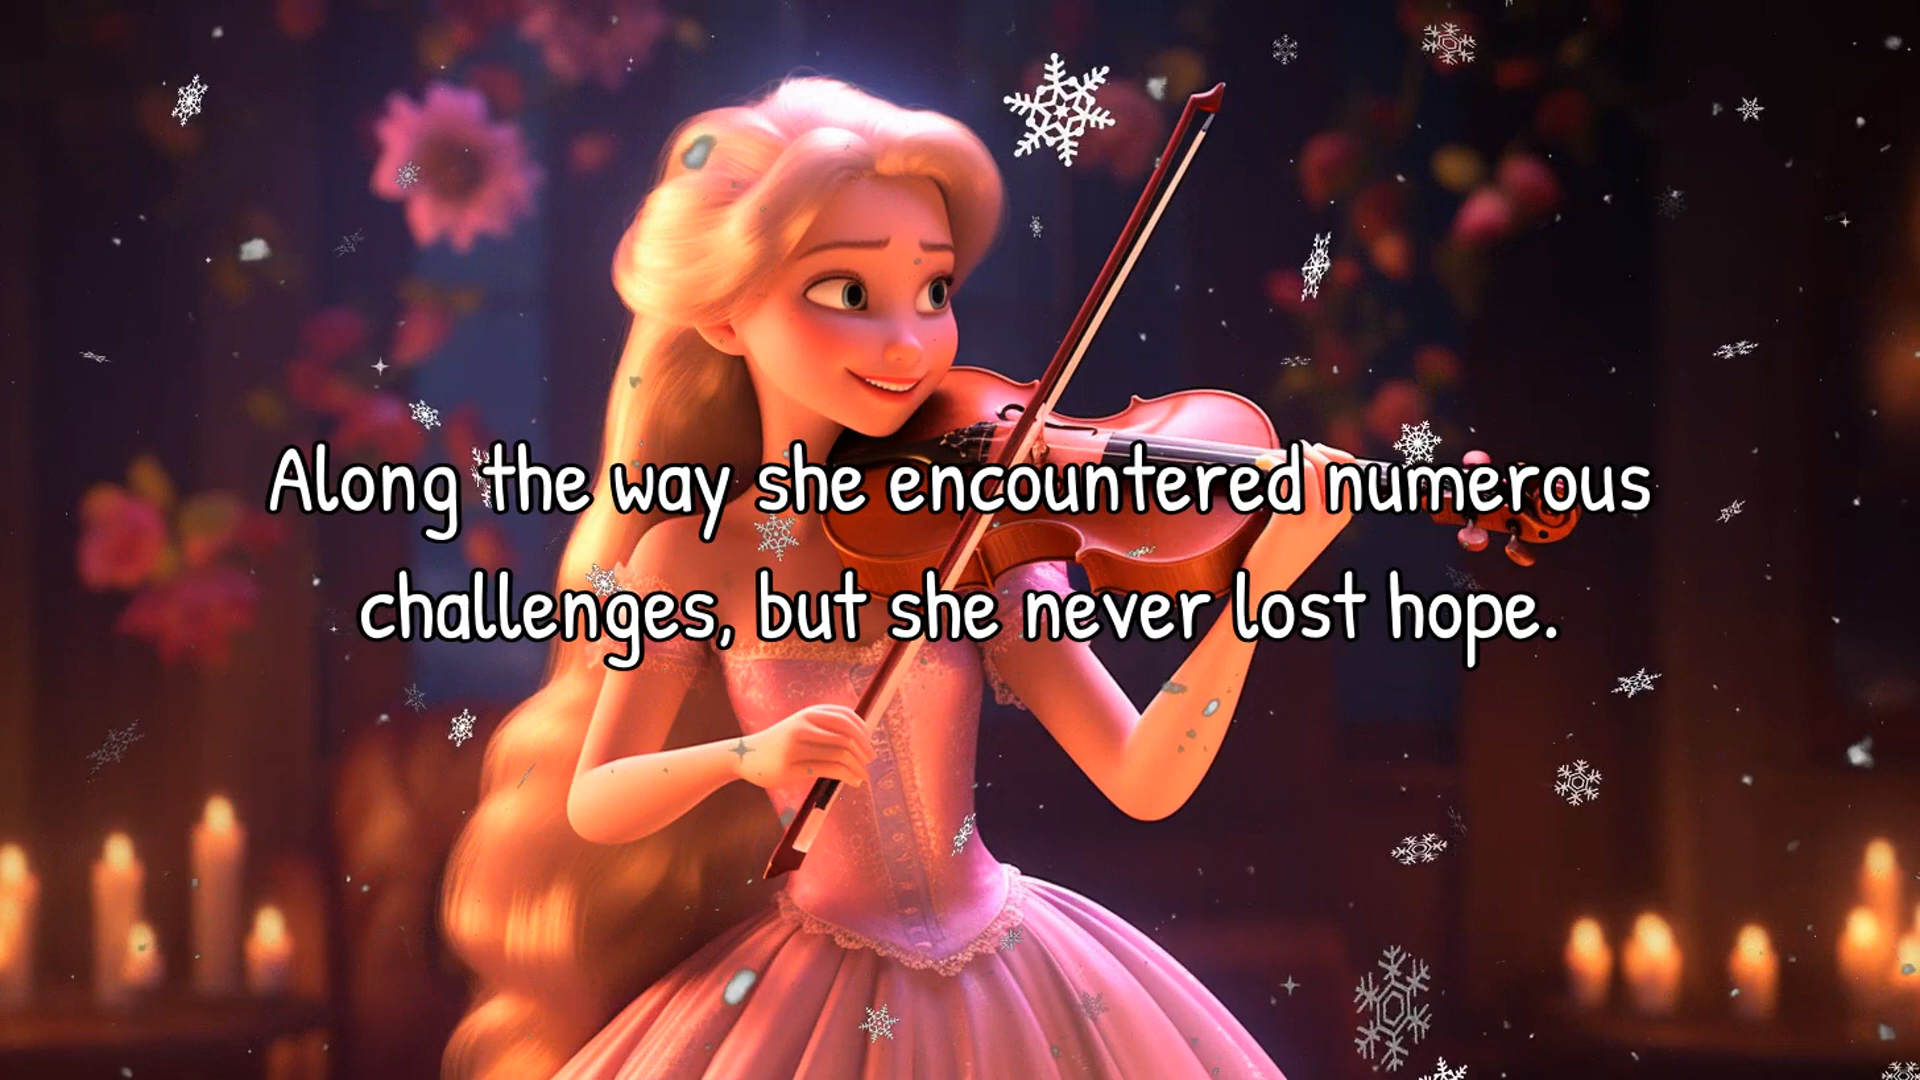 Along the way she encountered numerous
challenges, but she never lost hope.